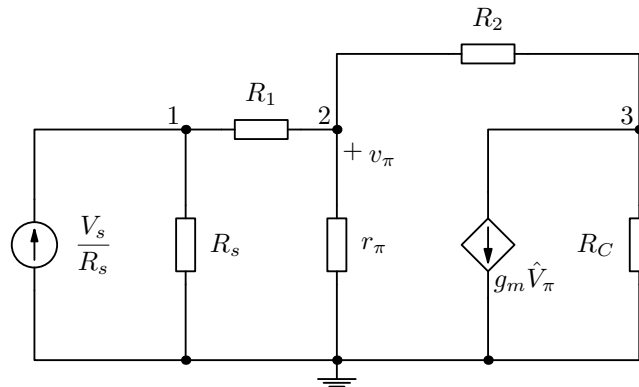 R_2
R_1
1
2
3
+ v_π
V_s
R_s
R_s
r_π
g_m V̂_π
R_C